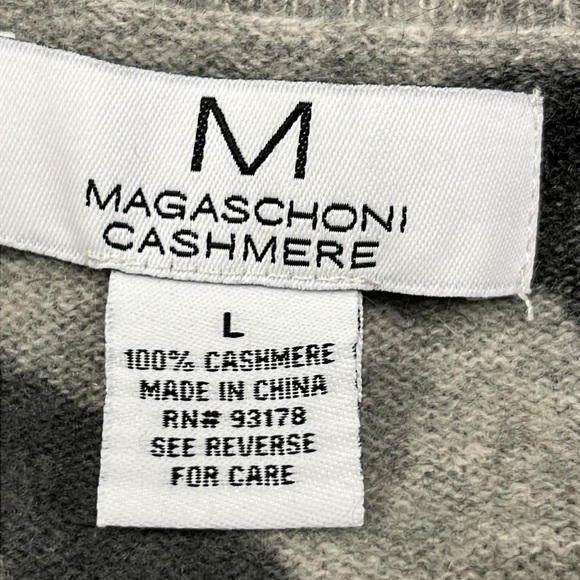 M
MAGASCHONI
CASHMERE
L
100% CASHMERE
MADE IN CHINA
RN# 93178
SEE REVERSE
FOR CARE